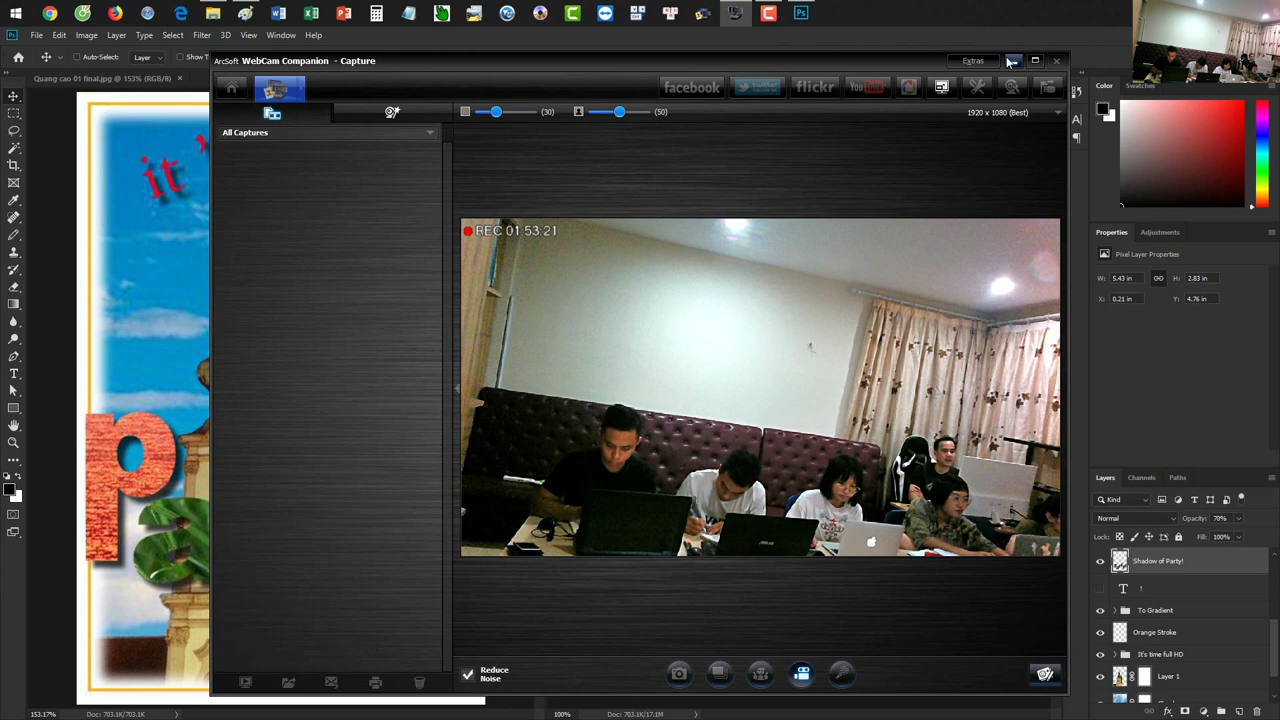 Ps File Edit Image Layer Type Select Filter 3D View Window Help
Auto-Select: Layer Show T
Quang cao 01 final.jpg @ 153% (RGB/8)
ArcSoft WebCam Companion - Capture
Extras
facebook twitter flickr YouTube
(30) (50) 1920 x 1080 (Best)
All Captures
REC 01:53:21
ASUS
Reduce
Noise
it '
p
a
153.17% Doc: 703.1K/703.1K
100% Doc: 703.1K/17.1M
Color Swatches
Properties Adjustments
Pixel Layer Properties
W: 5.43 in H: 2.83 in
X: 0.21 in Y: 4.76 in
Layers Channels Paths
Kind
Normal Opacity: 70%
Lock: Fill: 100%
Shadow of Party!
T !
To Gradient
Orange Stroke
It's time full HD
Layer 1